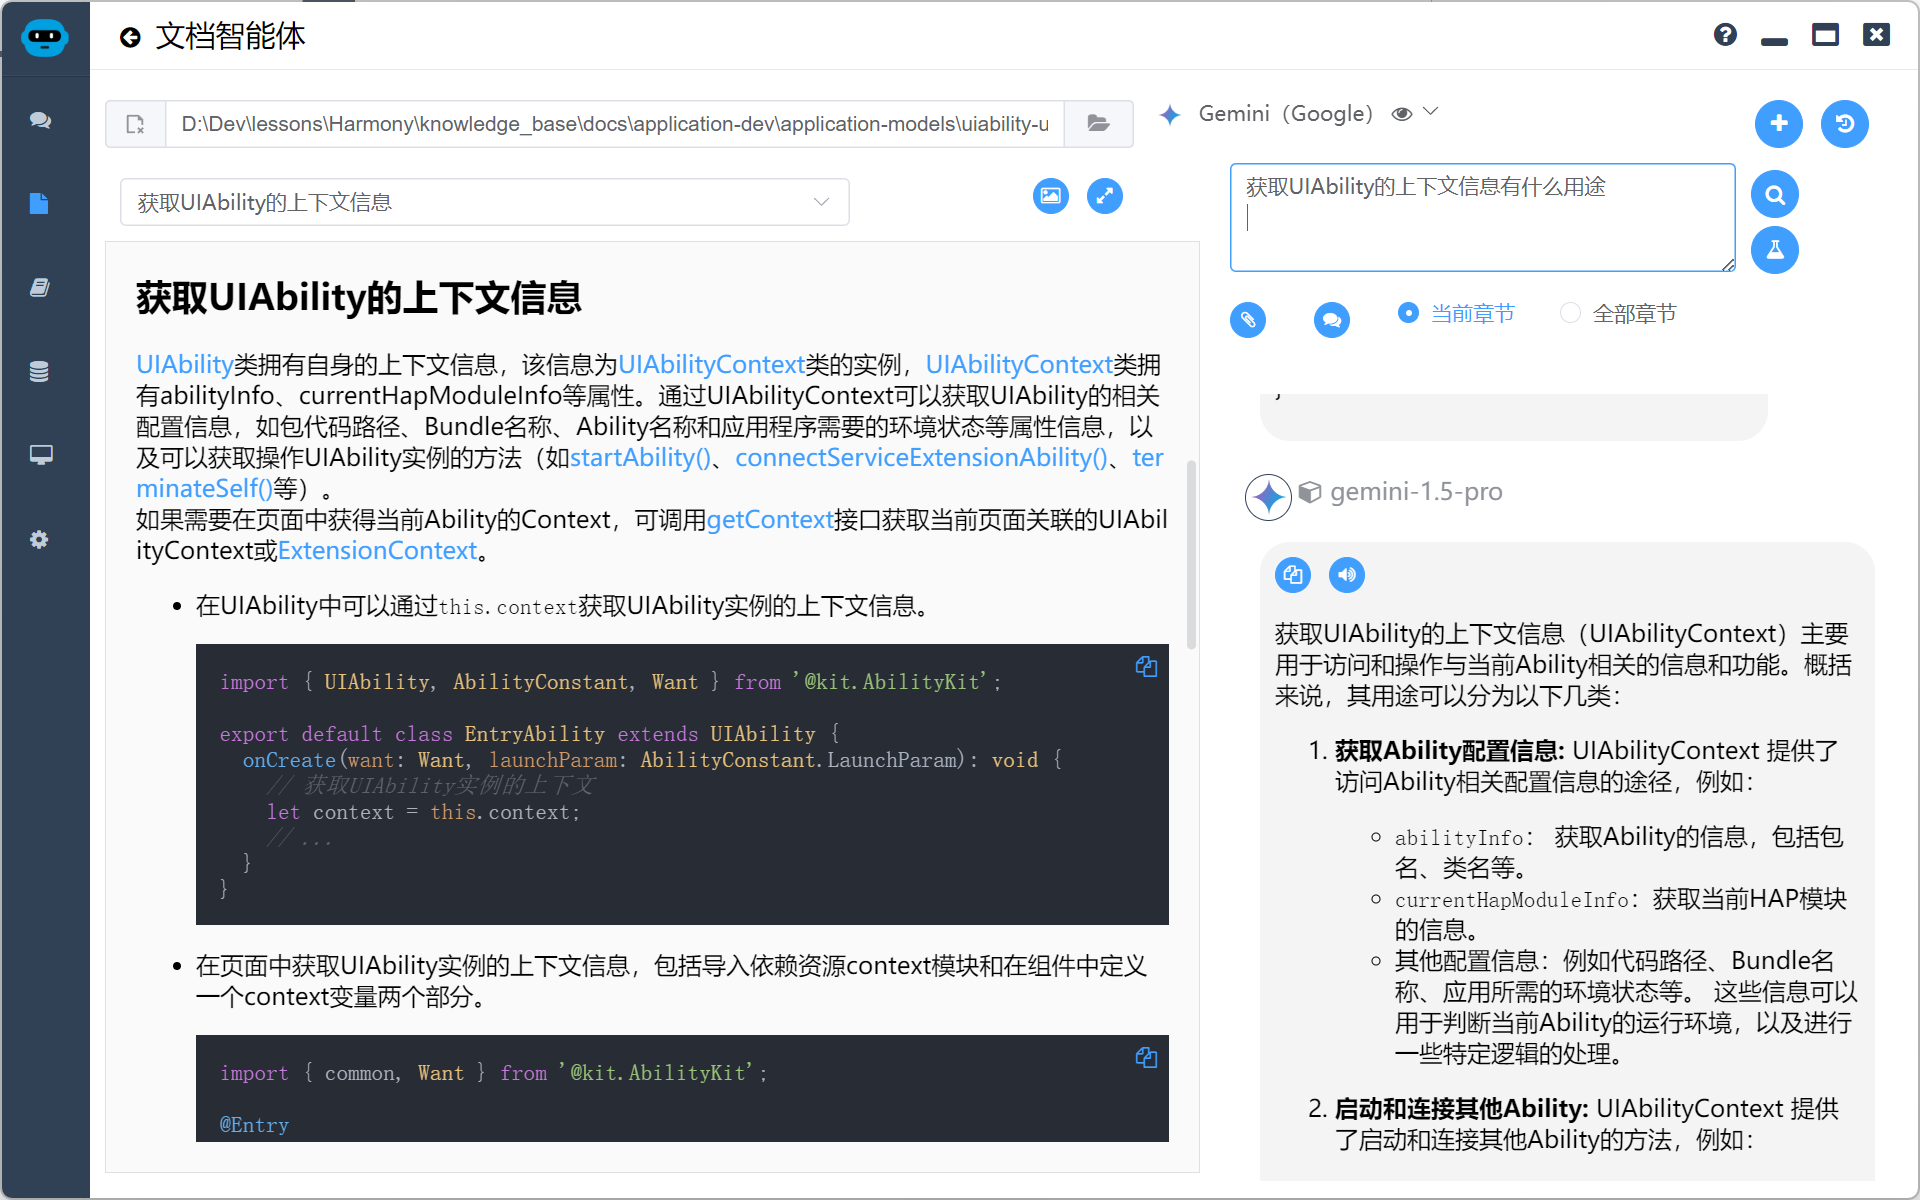 文档智能体
D:\Dev\lessons\Harmony\knowledge_base\docs\application-dev\application-models\uiability-u
Gemini（Google）
获取UIAbility的上下文信息
获取UIAbility的上下文信息有什么用途
当前章节
全部章节
获取UIAbility的上下文信息
UIAbility类拥有自身的上下文信息，该信息为UIAbilityContext类的实例，UIAbilityContext类拥
有abilityInfo、currentHapModuleInfo等属性。通过UIAbilityContext可以获取UIAbility的相关
配置信息，如包代码路径、Bundle名称、Ability名称和应用程序需要的环境状态等属性信息，以
及可以获取操作UIAbility实例的方法（如startAbility()、connectServiceExtensionAbility()、ter
minateSelf()等）。
如果需要在页面中获得当前Ability的Context，可调用getContext接口获取当前页面关联的UIAbil
ityContext或ExtensionContext。
• 在UIAbility中可以通过this.context获取UIAbility实例的上下文信息。
import { UIAbility, AbilityConstant, Want } from '@kit.AbilityKit';
export default class EntryAbility extends UIAbility {
onCreate(want: Want, launchParam: AbilityConstant.LaunchParam): void {
// 获取UIAbility实例的上下文
let context = this.context;
// ...
}
}
• 在页面中获取UIAbility实例的上下文信息，包括导入依赖资源context模块和在组件中定义
一个context变量两个部分。
import { common, Want } from '@kit.AbilityKit';
@Entry
gemini-1.5-pro
获取UIAbility的上下文信息（UIAbilityContext）主要
用于访问和操作与当前Ability相关的信息和功能。概括
来说，其用途可以分为以下几类：
1. 获取Ability配置信息: UIAbilityContext 提供了
访问Ability相关配置信息的途径，例如：
abilityInfo： 获取Ability的信息，包括包
名、类名等。
currentHapModuleInfo：获取当前HAP模块
的信息。
其他配置信息：例如代码路径、Bundle名
称、应用所需的环境状态等。 这些信息可以
用于判断当前Ability的运行环境，以及进行
一些特定逻辑的处理。
2. 启动和连接其他Ability: UIAbilityContext 提供
了启动和连接其他Ability的方法，例如：